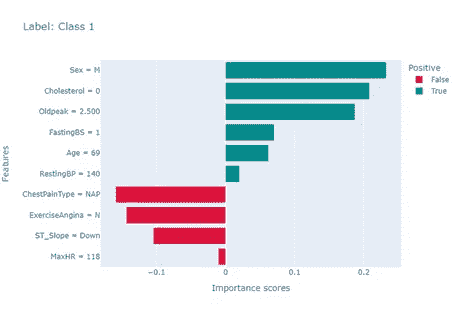 Label: Class 1
Positive
False
True
Features
Sex = M
Cholesterol = 0
Oldpeak = 2.500
FastingBS = 1
Age = 69
RestingBP = 140
ChestPainType = NAP
ExerciseAngina = N
ST_Slope = Down
MaxHR = 118
−0.1 0 0.1 0.2
Importance scores